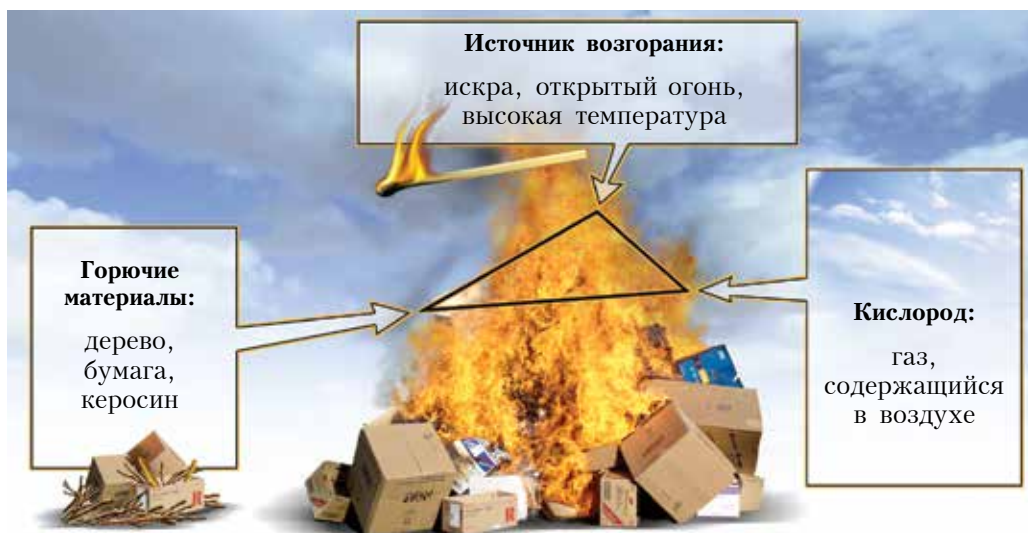 Источник возгорания:
искра, открытый огонь,
высокая температура
Горючие
материалы:
дерево,
бумага,
керосин
Кислород:
газ,
содержащийся
в воздухе